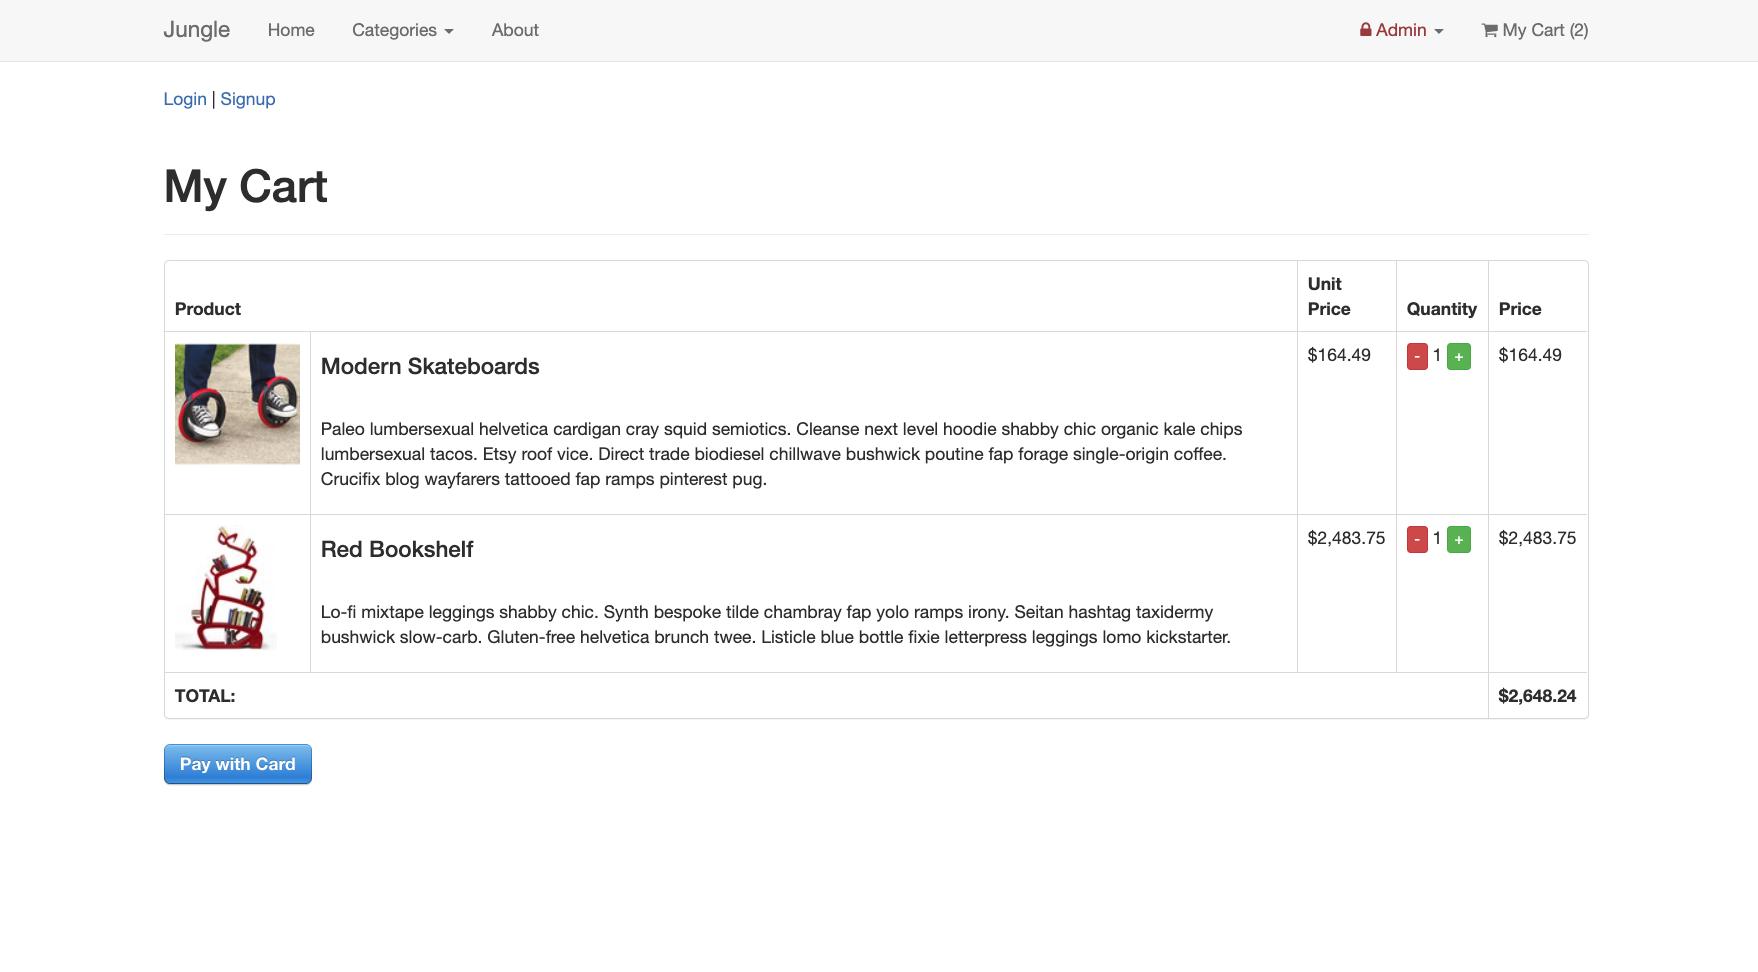 Jungle Home Categories About Admin My Cart (2)
Login | Signup
My Cart
Product Unit Price Quantity Price
Modern Skateboards $164.49 - 1 + $164.49
Paleo lumbersexual helvetica cardigan cray squid semiotics. Cleanse next level hoodie shabby chic organic kale chips
lumbersexual tacos. Etsy roof vice. Direct trade biodiesel chillwave bushwick poutine fap forage single-origin coffee.
Crucifix blog wayfarers tattooed fap ramps pinterest pug.
Red Bookshelf $2,483.75 - 1 + $2,483.75
Lo-fi mixtape leggings shabby chic. Synth bespoke tilde chambray fap yolo ramps irony. Seitan hashtag taxidermy
bushwick slow-carb. Gluten-free helvetica brunch twee. Listicle blue bottle fixie letterpress leggings lomo kickstarter.
TOTAL: $2,648.24
Pay with Card